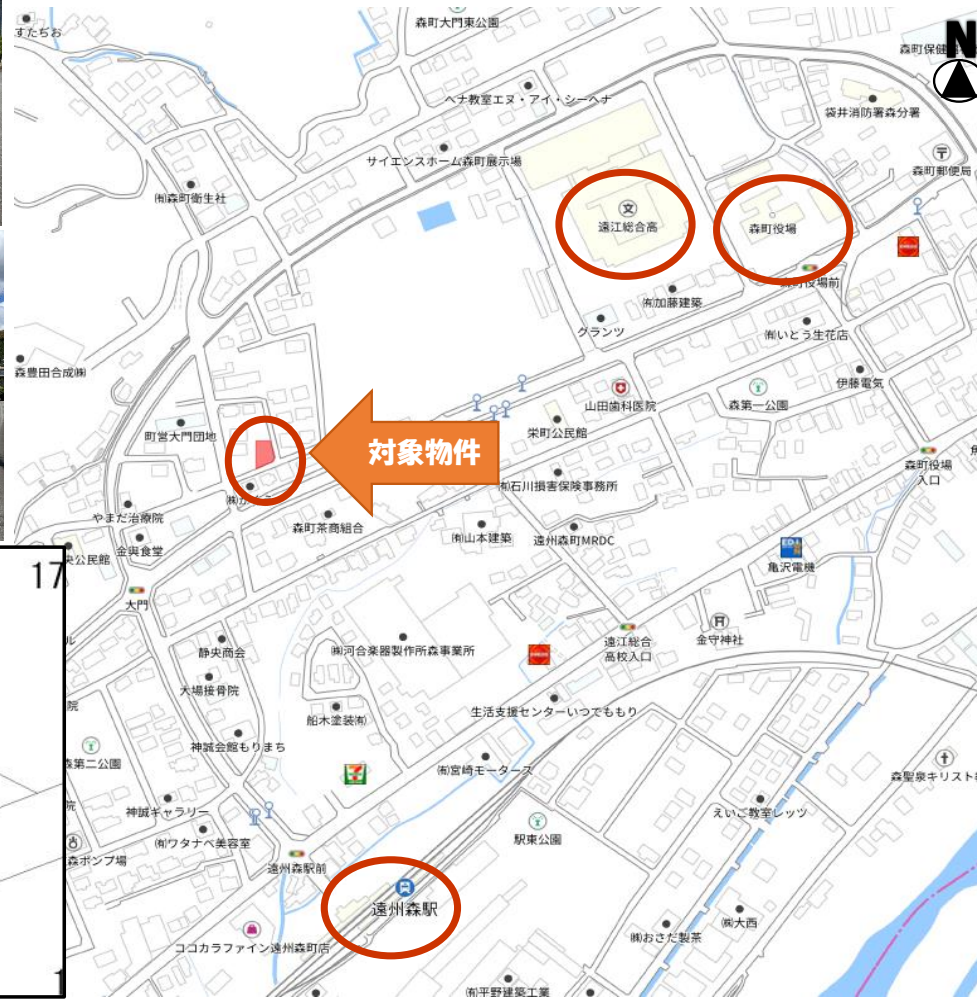 すたぢお
森町大門東公園
N
森町保健
ヘナ教室エヌ・アイ・シーヘナ
袋井消防署森分署
サイエンスホーム森町展示場
森町郵便局
㈲森町衛生社
文
遠江総合高
森町役場
㈲加藤建築
森町役場前
グランツ
㈲いとう生花店
森豊田合成㈱
伊藤電気
山田歯科医院
森第一公園
町営大門団地
対象物件
栄町公民館
森町役場
入口
㈲石川損害保険事務所
やまだ治療院
森町茶商組合
㈲山本建築
遠州森町MRDC
金與食堂
央公民館
亀沢電機
17
大門
静央商会
㈱河合楽器製作所森事業所
遠江総合
高校入口
金守神社
大場接骨院
院
船木塗装㈲
生活支援センターいつでももり
神誠会館もりまち
森第二公園
㈲宮崎モータース
森聖泉キリスト
神誠ギャラリー
えいご教室レッツ
院
㈲ワタナベ美容室
駅東公園
森ポンプ場
遠州森駅前
遠州森駅
㈱大西
㈱おさだ製茶
ココカラファイン遠州森町店
1
㈲平野建築工業